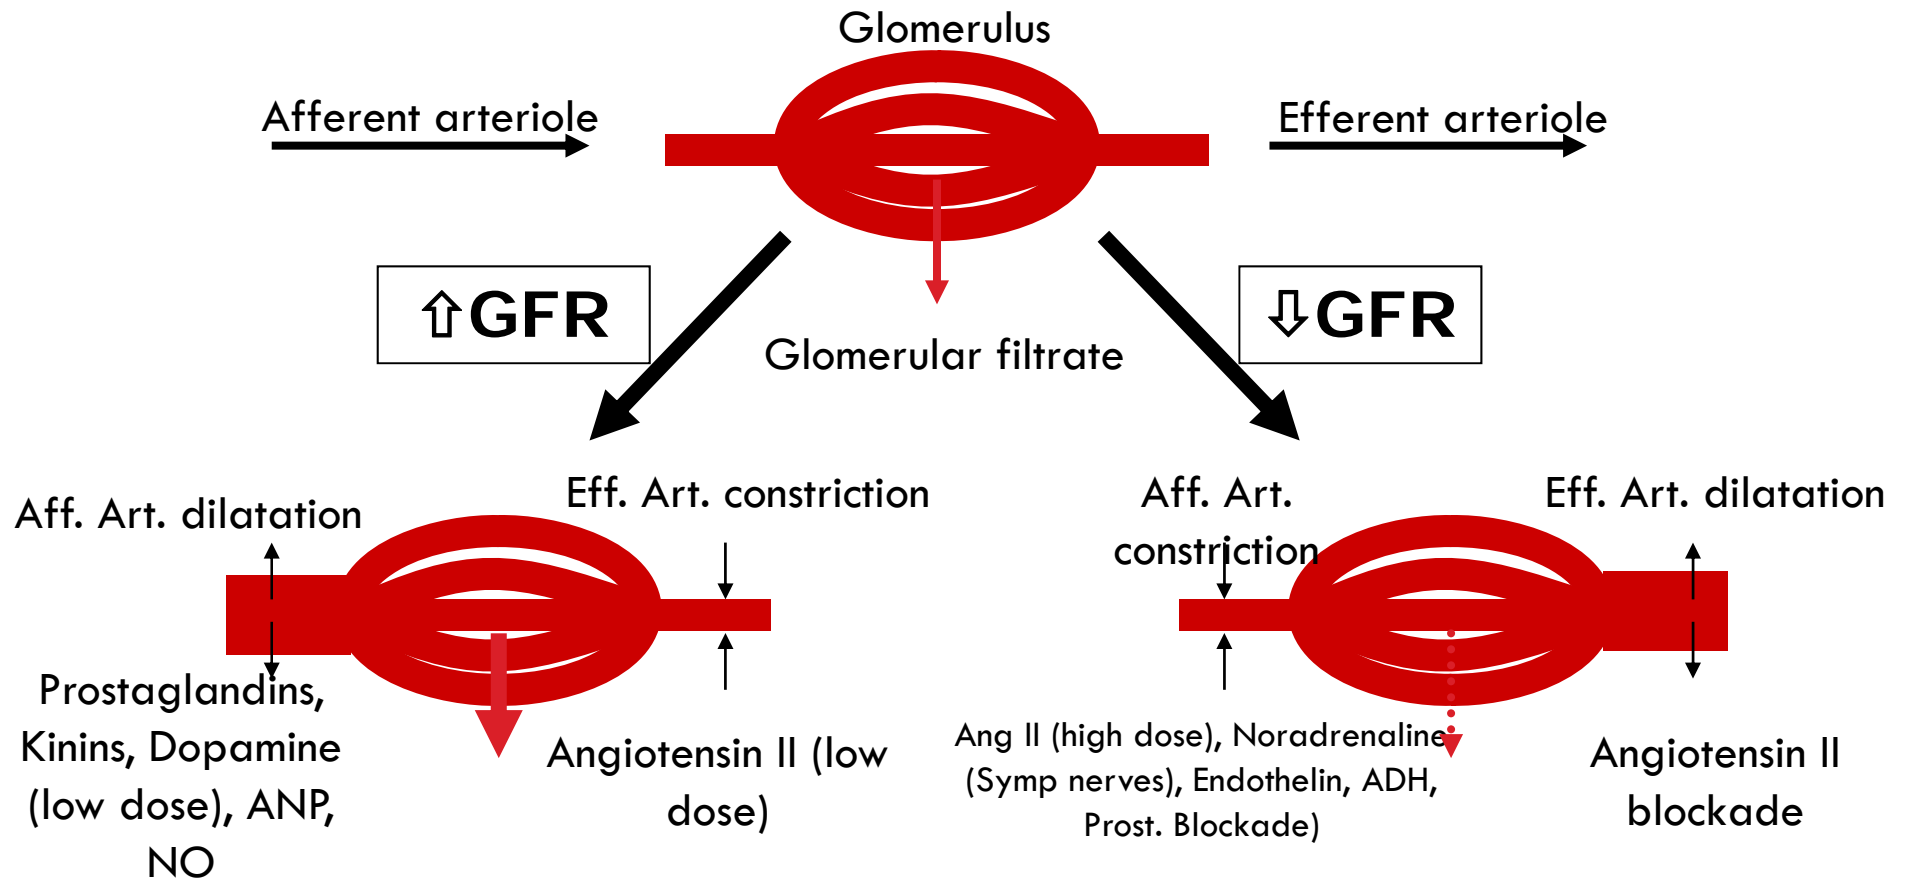 Glomerulus
Afferent arteriole
Efferent arteriole
⇧GFR
⇩GFR
Glomerular filtrate
Aff. Art. dilatation
Eff. Art. constriction
Prostaglandins,
Kinins, Dopamine
(low dose), ANP,
NO
Angiotensin II (low
dose)
Aff. Art.
constriction
Eff. Art. dilatation
Ang II (high dose), Noradrenaline
(Symp nerves), Endothelin, ADH,
Prost. Blockade)
Angiotensin II
blockade